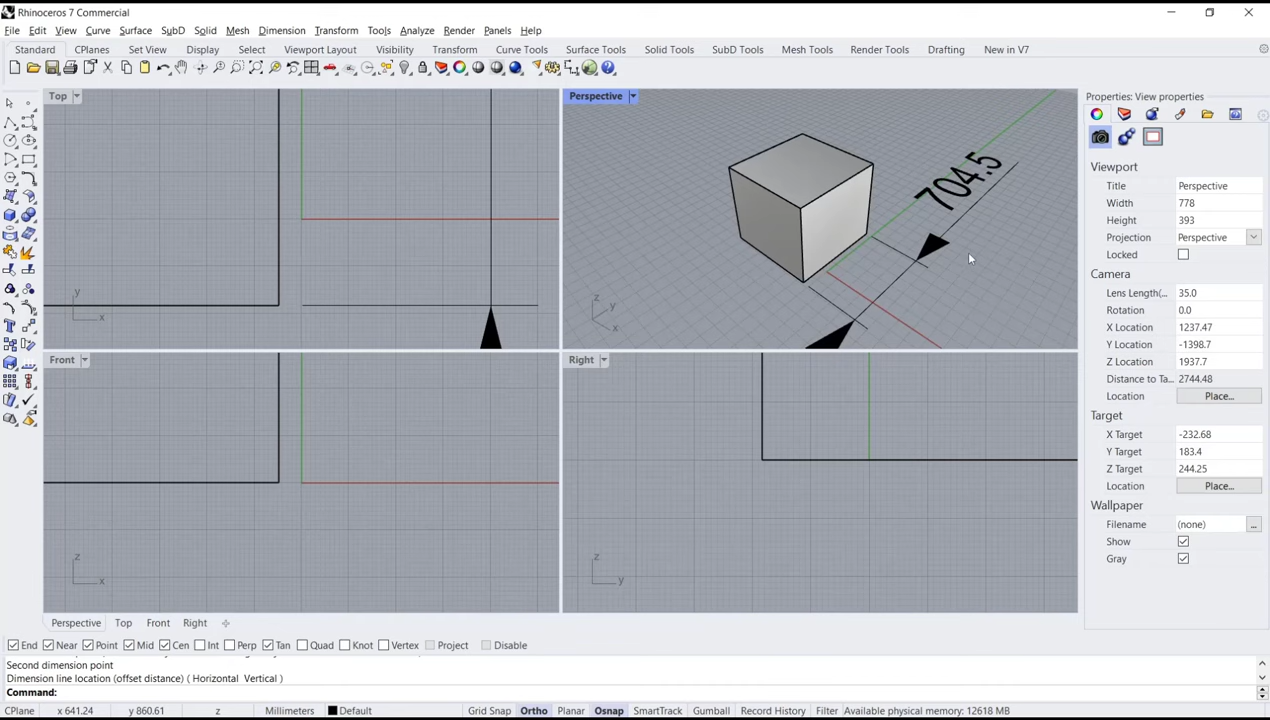 Rhinoceros 7 Commercial
File Edit View Curve Surface SubD Solid Mesh Dimension Transform Tools Analyze Render Panels Help
Standard CPlanes Set View Display Select Viewport Layout Visibility Transform Curve Tools Surface Tools Solid Tools SubD Tools Mesh Tools Render Tools Drafting New in V7
Top
y
x
Perspective
704.5
z
y
x
Front
z
x
Right
z
y
Properties: View properties
Viewport
Title Perspective
Width 778
Height 393
Projection Perspective
Locked
Camera
Lens Length(... 35.0
Rotation 0.0
X Location 1237.47
Y Location -1398.7
Z Location 1937.7
Distance to Ta... 2744.48
Location Place...
Target
X Target -232.68
Y Target 183.4
Z Target 244.25
Location Place...
Wallpaper
Filename (none) ...
Show
Gray
Perspective Top Front Right
End Near Point Mid Cen Int Perp Tan Quad Knot Vertex Project Disable
Second dimension point
Dimension line location (offset distance) ( Horizontal Vertical )
Command:
CPlane x 641.24 y 860.61 z Millimeters Default Grid Snap Ortho Planar Osnap SmartTrack Gumball Record History Filter Available physical memory: 12618 MB